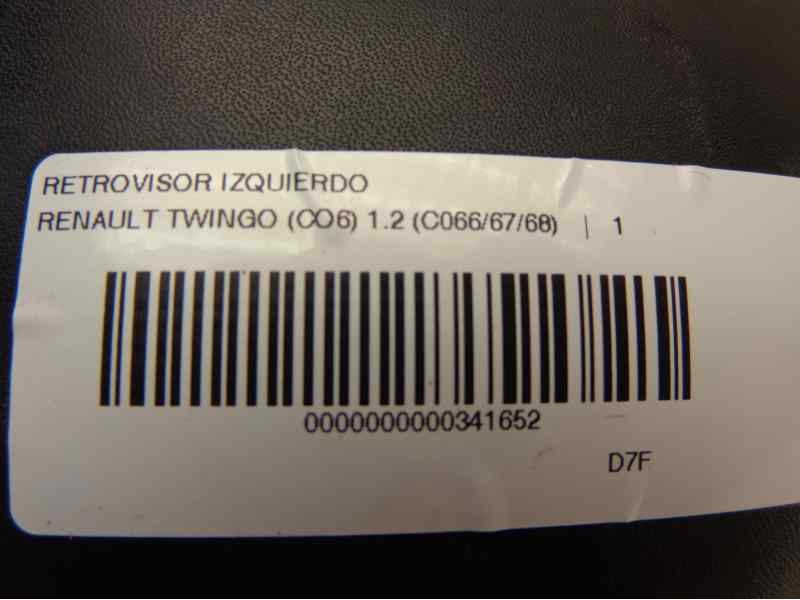 RETROVISOR IZQUIERDO
RENAULT TWINGO (CO6) 1.2 (C066/67/68) | 1
0000000000341652
D7F